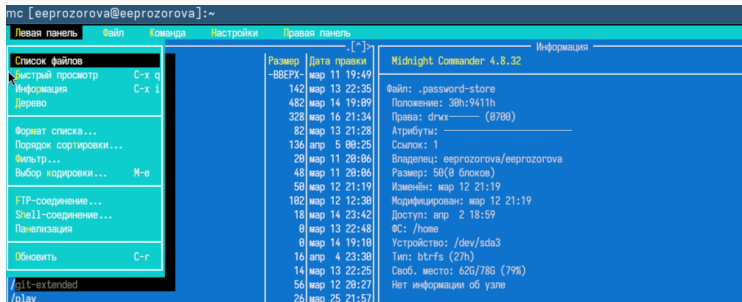 mc [eeprozorova@eeprozorova]:~
Левая панель Файл Команда Настройки Правая панель
.[^]> Информация
Список файлов Размер Дата правки Midnight Commander 4.8.32
Быстрый просмотр C-x q -ВВЕРХ- мар 11 19:49
Информация C-x i 142 мар 13 22:35 Файл: .password-store
Дерево 482 мар 14 19:09 Положение: 30h:9411h
328 мар 16 21:34 Права: drwx------ (0700)
Формат списка... 82 мар 13 21:28 Атрибуты:
Порядок сортировки... 136 апр 5 00:25 Ссылок: 1
Фильтр... 20 мар 11 20:06 Владелец: eeprozorova/eeprozorova
Выбор кодировки... M-e 48 мар 11 20:06 Размер: 50(0 блоков)
50 мар 12 21:19 Изменён: мар 12 21:19
FTP-соединение... 102 мар 12 12:30 Модифицирован: мар 12 21:19
Shell-соединение... 18 мар 14 23:42 Доступ: апр 2 18:59
Панелизация 0 мар 13 22:48 ФС: /home
0 мар 14 19:10 Устройство: /dev/sda3
Обновить C-r 16 апр 4 23:30 Тип: btrfs (27h)
14 мар 13 22:25 Своб. место: 62G/78G (79%)
/git-extended 56 мар 12 20:27 Нет информации об узле
/play 26 мар 25 21:57